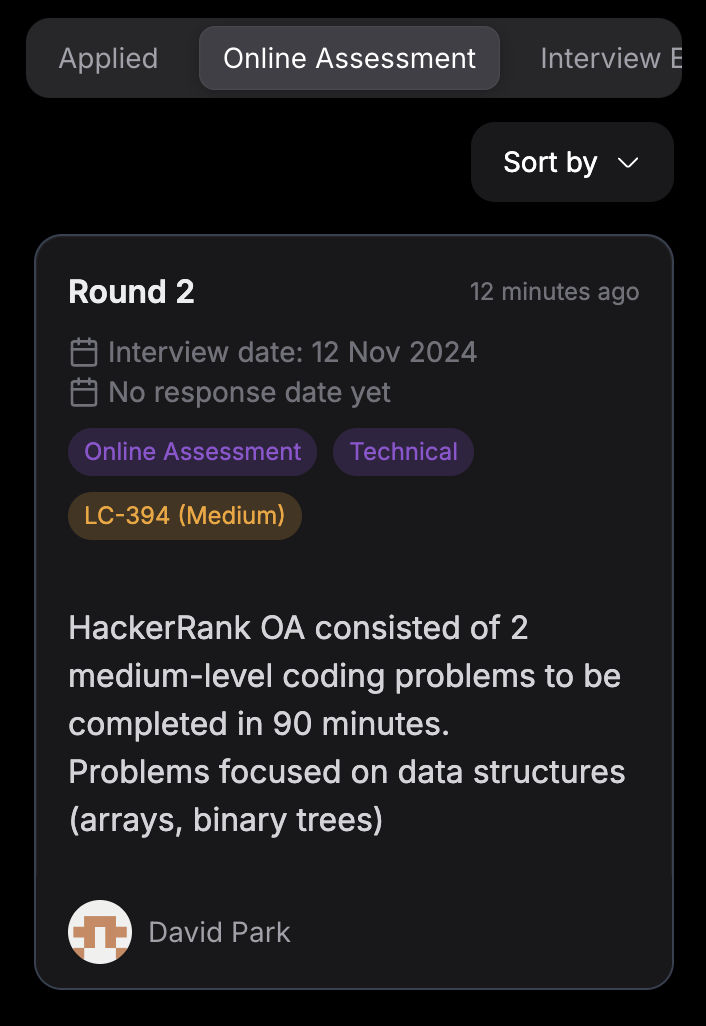 Applied
Online Assessment
Interview E
Sort by
Round 2
12 minutes ago
Interview date: 12 Nov 2024
No response date yet
Online Assessment
Technical
LC-394 (Medium)
HackerRank OA consisted of 2
medium-level coding problems to be
completed in 90 minutes.
Problems focused on data structures
(arrays, binary trees)
David Park